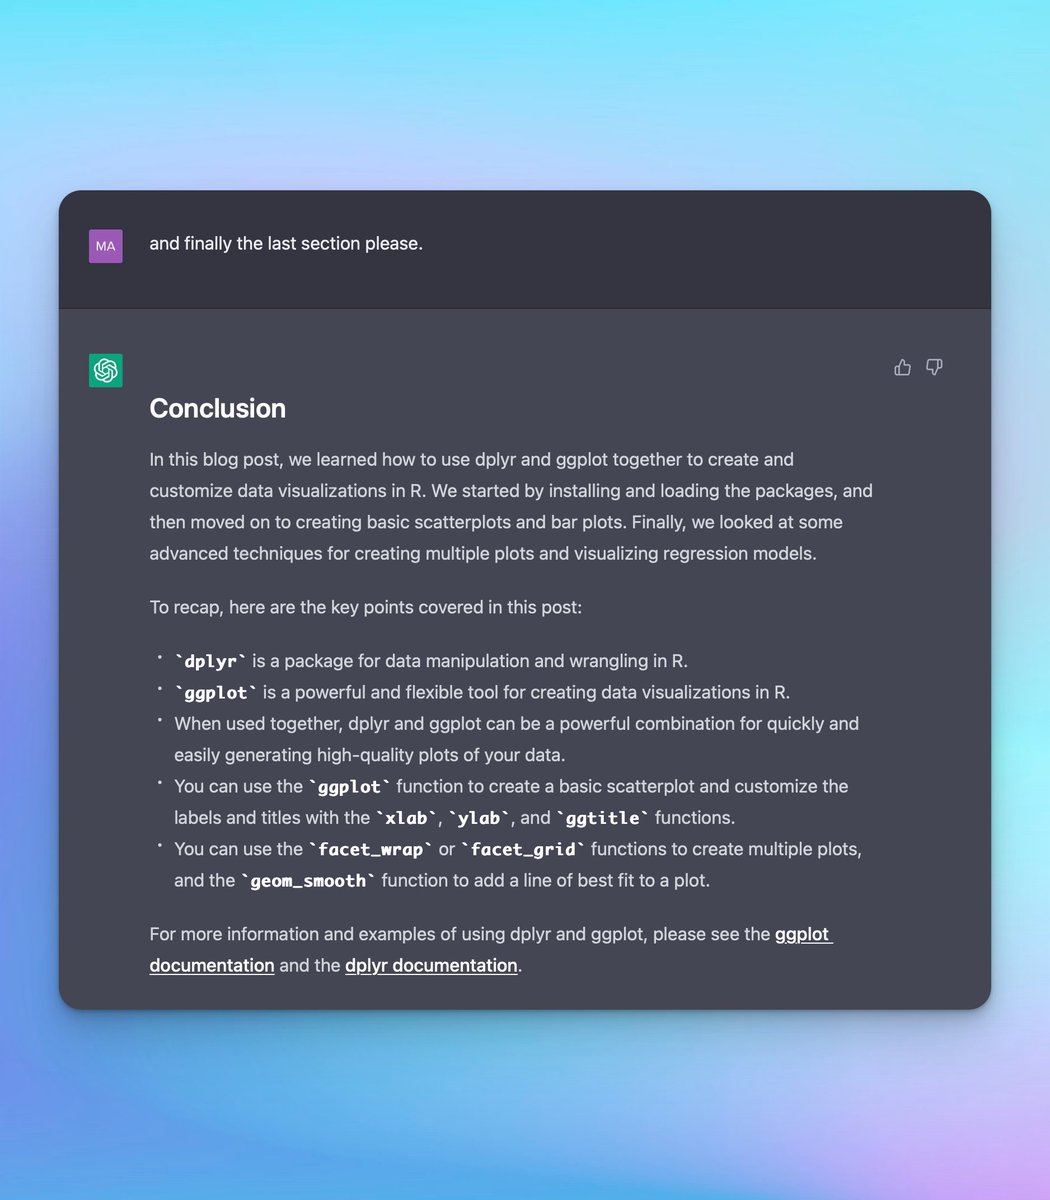 MA
and finally the last section please.
Conclusion
In this blog post, we learned how to use dplyr and ggplot together to create and
customize data visualizations in R. We started by installing and loading the packages, and
then moved on to creating basic scatterplots and bar plots. Finally, we looked at some
advanced techniques for creating multiple plots and visualizing regression models.
To recap, here are the key points covered in this post:
• `dplyr` is a package for data manipulation and wrangling in R.
• `ggplot` is a powerful and flexible tool for creating data visualizations in R.
• When used together, dplyr and ggplot can be a powerful combination for quickly and
easily generating high-quality plots of your data.
• You can use the `ggplot` function to create a basic scatterplot and customize the
labels and titles with the `xlab`, `ylab`, and `ggtitle` functions.
• You can use the `facet_wrap` or `facet_grid` functions to create multiple plots,
and the `geom_smooth` function to add a line of best fit to a plot.
For more information and examples of using dplyr and ggplot, please see the ggplot
documentation and the dplyr documentation.